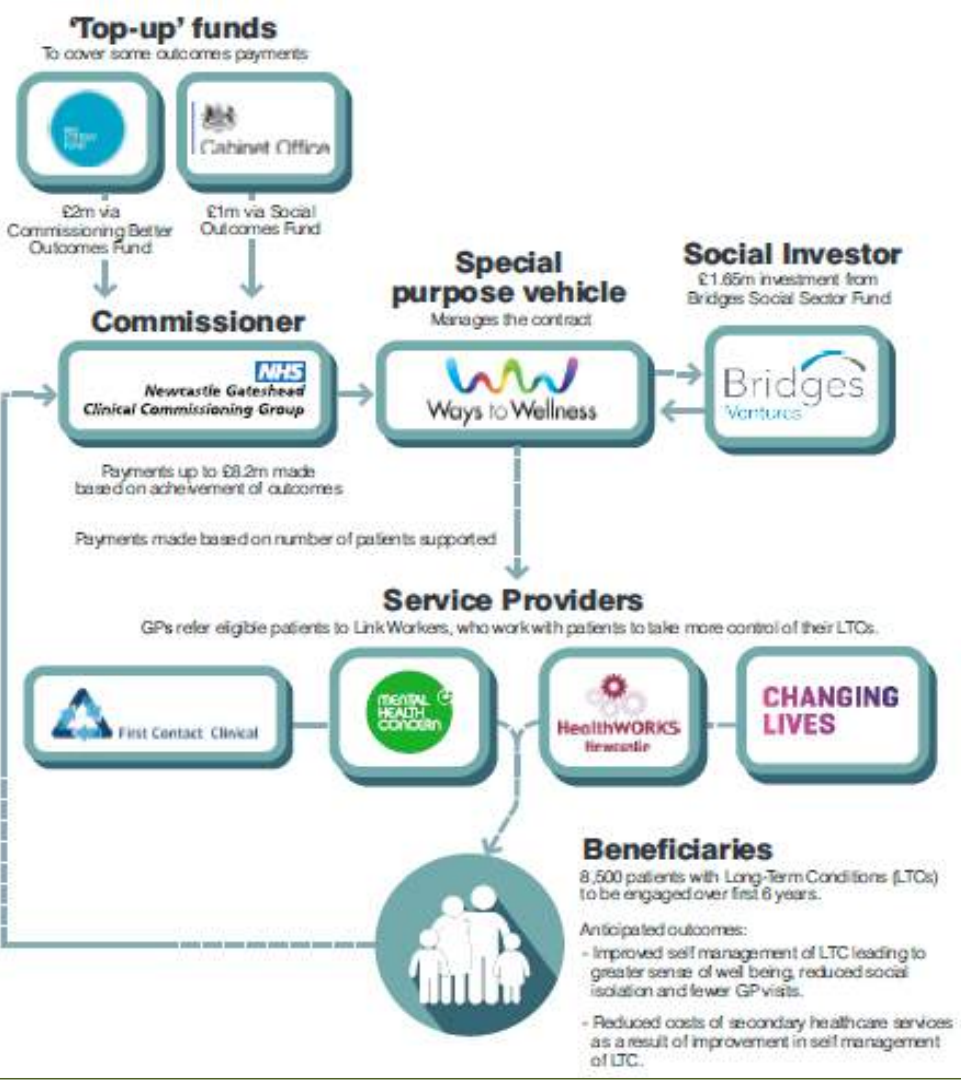 'Top-up' funds
To cover some outcomes payments
BIG
LOTTERY
FUND
Cabinet Office
£2m via
Commissioning Better
Outcomes Fund
£1m via Social
Outcomes Fund
Commissioner
NHS
Newcastle Gateshead
Clinical Commissioning Group
Payments up to £8.2m made
based on acheivement of outcomes
Special
purpose vehicle
Manages the contract
Ways to Wellness
Social Investor
£1.65m investment from
Bridges Social Sector Fund
Bridges
Ventures
Payments made based on number of patients supported
Service Providers
GPs refer eligible patients to Link Workers, who work with patients to take more control of their LTCs.
First Contact Clinical
MENTAL
HEALTH
CONCERN
HealthWORKS
Newcastle
CHANGING
LIVES
Beneficiaries
8,500 patients with Long-Term Conditions (LTCs)
to be engaged over first 6 years.
Anticipated outcomes:
- Improved self management of LTC leading to
greater sense of well being, reduced social
isolation and fewer GP visits.
- Reduced costs of secondary healthcare services
as a result of improvement in self management
of LTC.